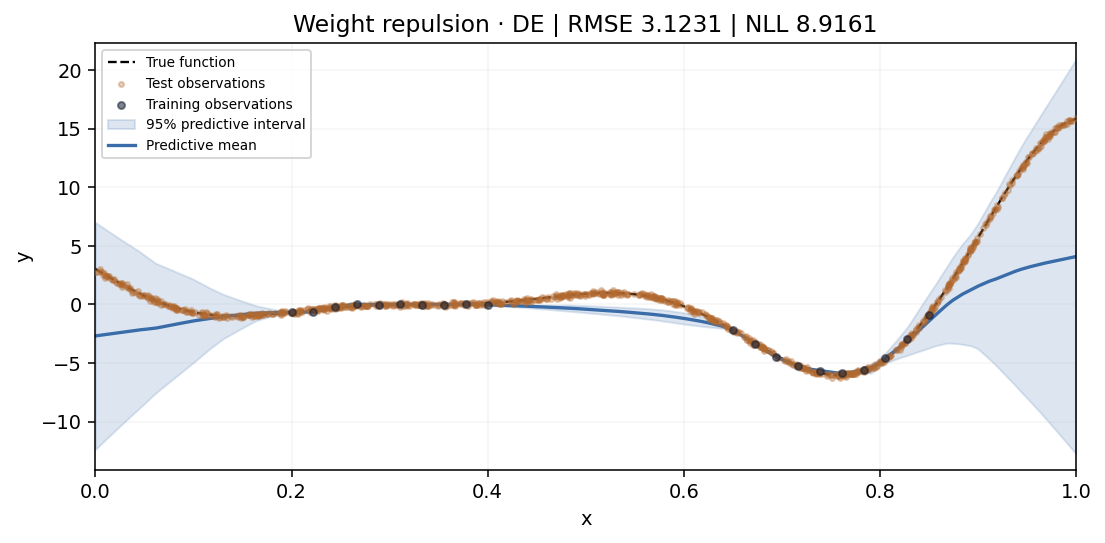 Weight repulsion · DE | RMSE 3.1231 | NLL 8.9161
True function
Test observations
Training observations
95% predictive interval
Predictive mean
y
20
15
10
5
0
−5
−10
0.0 0.2 0.4 0.6 0.8 1.0
x